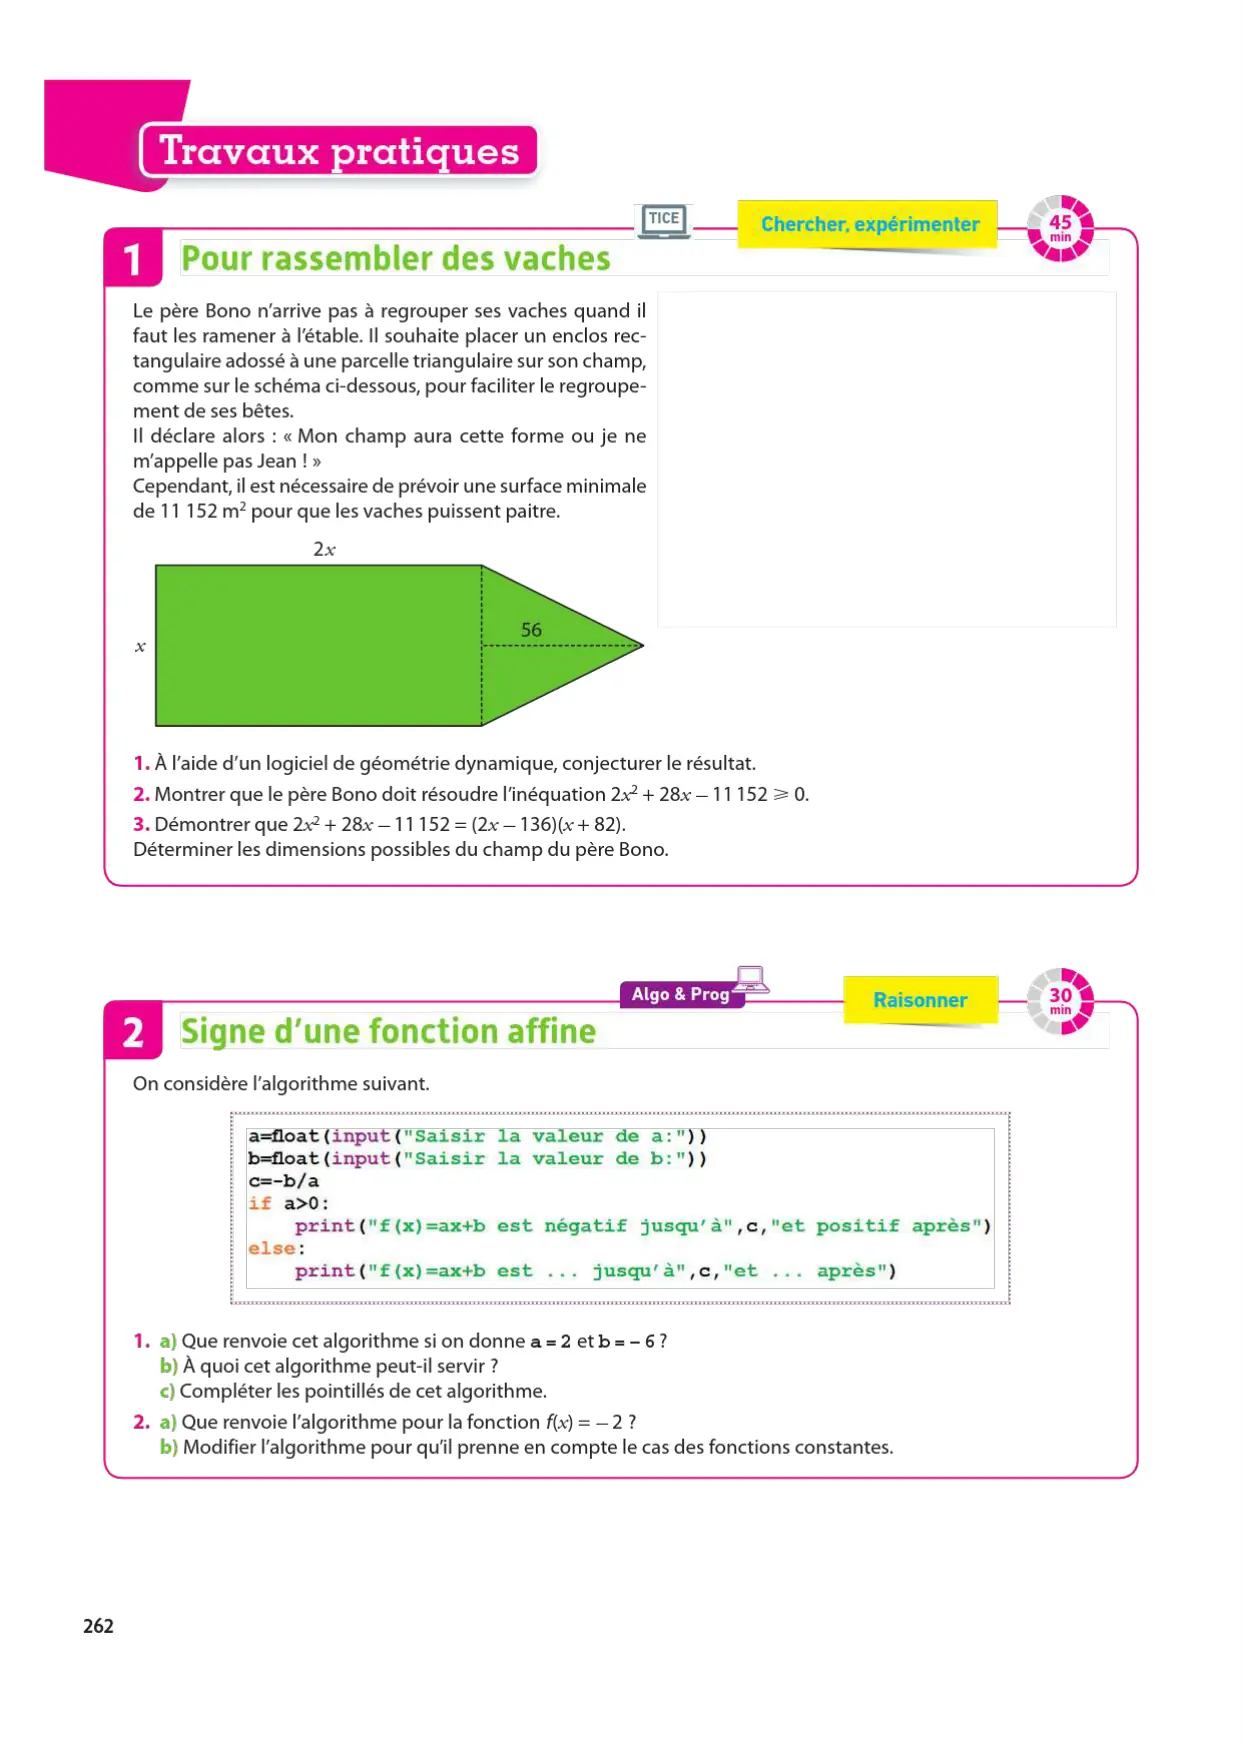 Travaux pratiques
TICE
Chercher, expérimenter
45
min
1
Pour rassembler des vaches
Le père Bono n’arrive pas à regrouper ses vaches quand il
faut les ramener à l’étable. Il souhaite placer un enclos rec-
tangulaire adossé à une parcelle triangulaire sur son champ,
comme sur le schéma ci-dessous, pour faciliter le regroupe-
ment de ses bêtes.
Il déclare alors : « Mon champ aura cette forme ou je ne
m’appelle pas Jean ! »
Cependant, il est nécessaire de prévoir une surface minimale
de 11 152 m² pour que les vaches puissent paitre.
2x
56
x
1. À l’aide d’un logiciel de géométrie dynamique, conjecturer le résultat.
2. Montrer que le père Bono doit résoudre l’inéquation 2x² + 28x – 11 152 ⩾ 0.
3. Démontrer que 2x² + 28x – 11 152 = (2x – 136)(x + 82).
Déterminer les dimensions possibles du champ du père Bono.
Algo & Prog
Raisonner
30
min
2
Signe d’une fonction affine
On considère l’algorithme suivant.
a=float(input("Saisir la valeur de a:"))
b=float(input("Saisir la valeur de b:"))
c=-b/a
if a>0:
    print("f(x)=ax+b est négatif jusqu’à",c,"et positif après")
else:
    print("f(x)=ax+b est ... jusqu’à",c,"et ... après")
1. a) Que renvoie cet algorithme si on donne a = 2 et b = – 6 ?
b) À quoi cet algorithme peut-il servir ?
c) Compléter les pointillés de cet algorithme.
2. a) Que renvoie l’algorithme pour la fonction f(x) = – 2 ?
b) Modifier l’algorithme pour qu’il prenne en compte le cas des fonctions constantes.
262